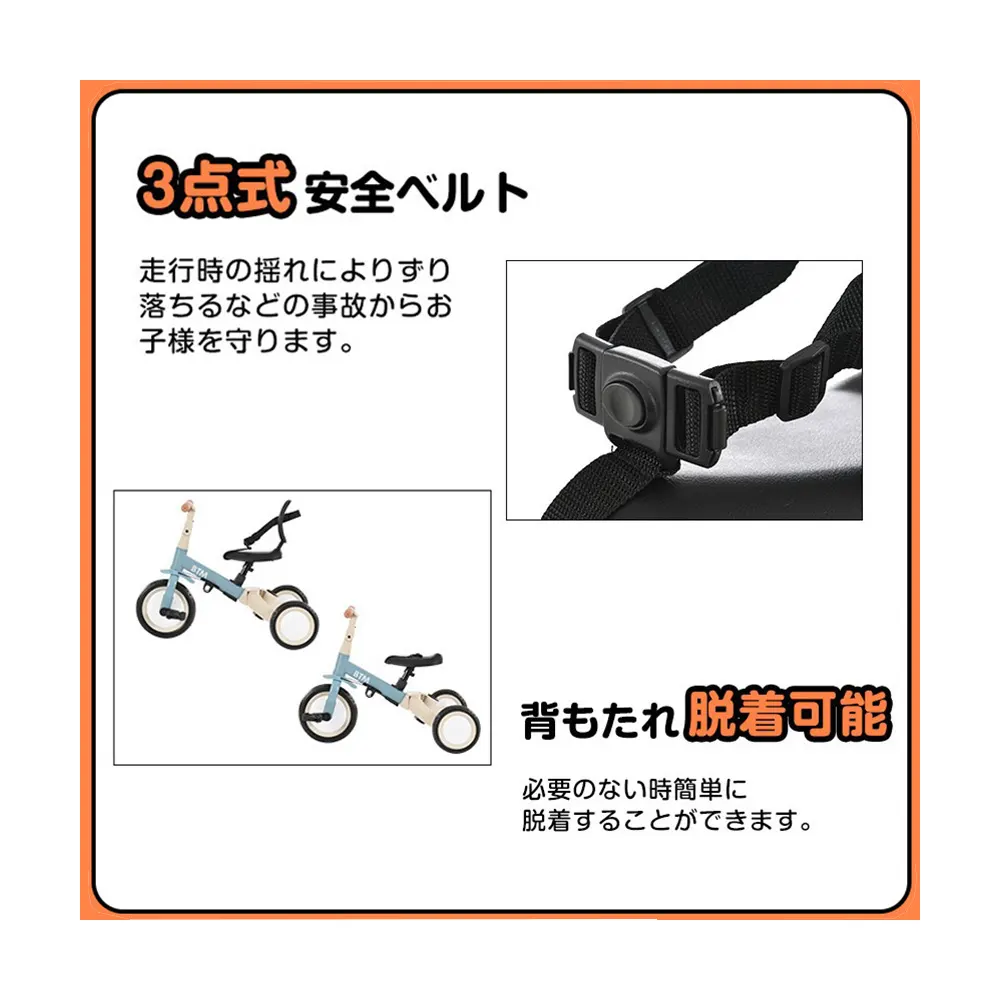 3点式 安全ベルト
走行時の揺れによりずり
落ちるなどの事故からお
子様を守ります。
BTM
BTM
背もたれ 脱着可能
必要のない時簡単に
脱着することができます。